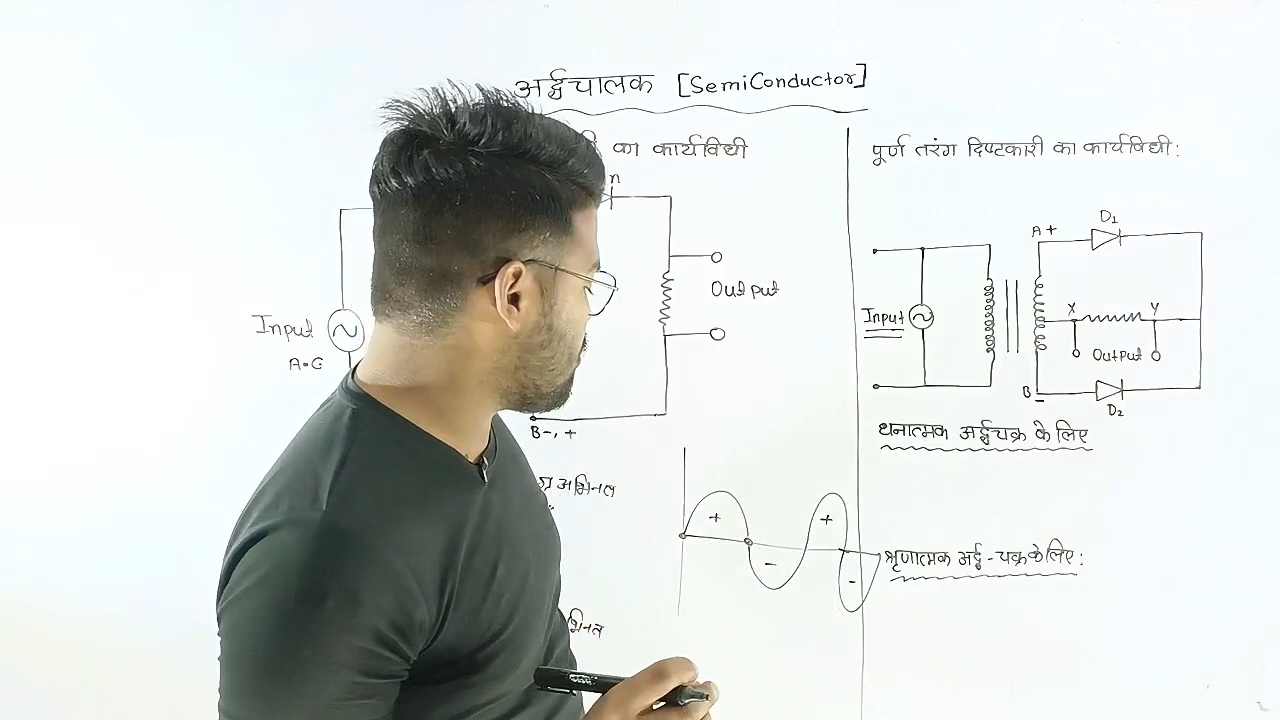 अर्द्धचालक [SemiConductor]
का कार्यविधी
n
Input
A.C
Output
B-, +
अभिनत
+
-
+
-
पूर्ण तरंग दिष्टकारी का कार्यविधी:
A+
D₁
Input
X
Y
Output
B
-
D₂
धनात्मक अर्द्धचक्र के लिए
श्रृणात्मक अर्द्ध-चक्र के लिए: